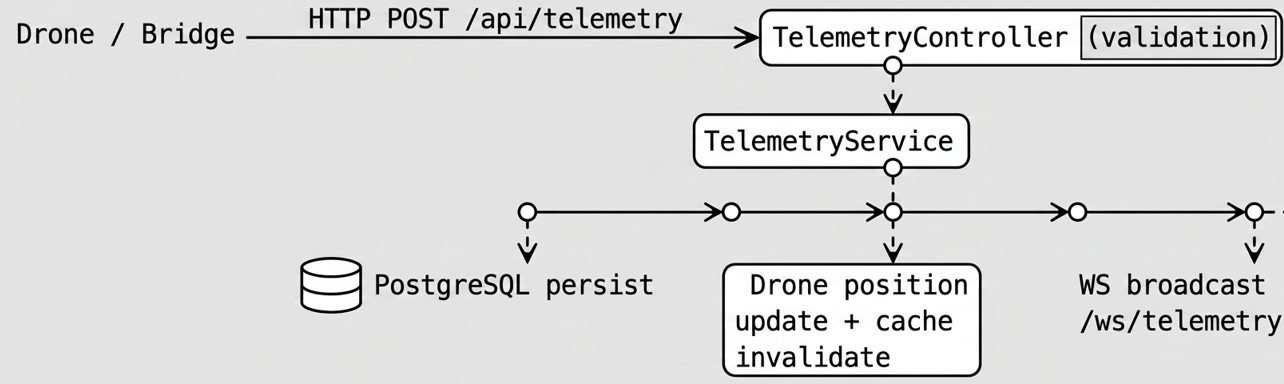 HTTP POST /api/telemetry
Drone / Bridge
TelemetryController (validation)
TelemetryService
PostgreSQL persist
Drone position
update + cache
invalidate
WS broadcast
/ws/telemetry